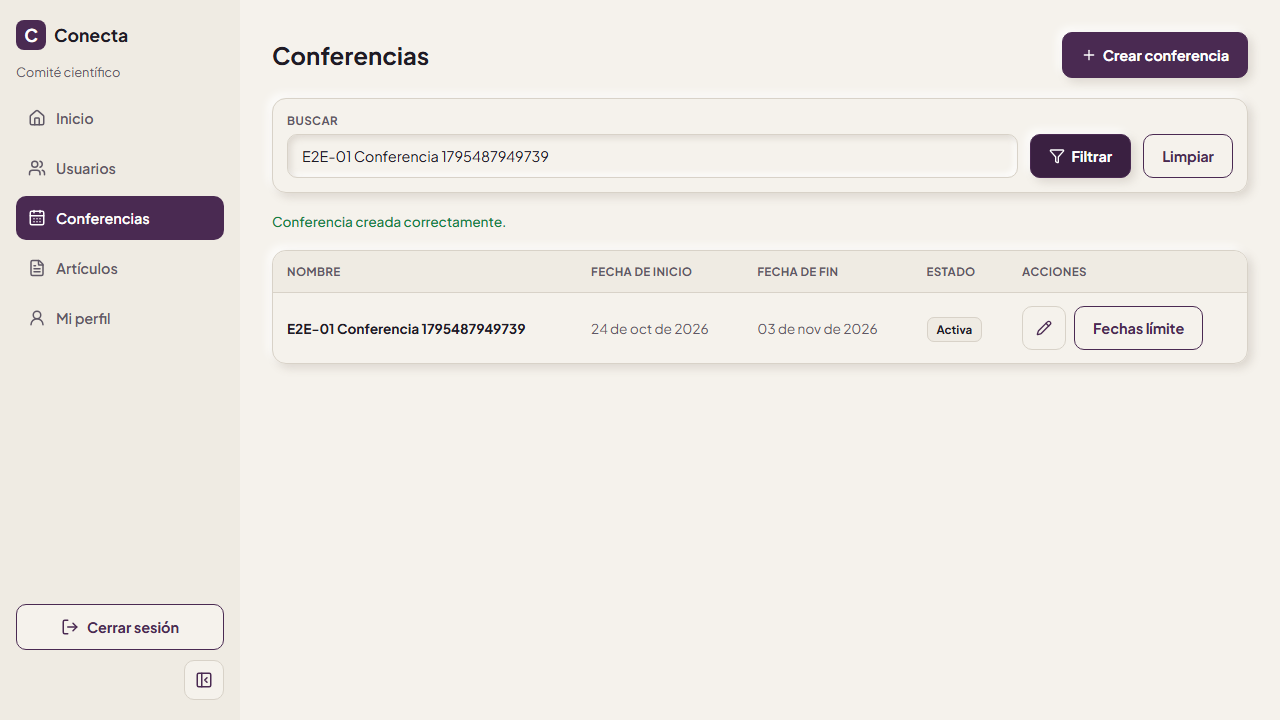 C Conecta
Comité científico
Inicio
Usuarios
Conferencias
Artículos
Mi perfil
Cerrar sesión
Conferencias
Crear conferencia
BUSCAR
E2E-01 Conferencia 1795487949739
Filtrar
Limpiar
Conferencia creada correctamente.
NOMBRE FECHA DE INICIO FECHA DE FIN ESTADO ACCIONES
E2E-01 Conferencia 1795487949739 24 de oct de 2026 03 de nov de 2026 Activa Fechas límite